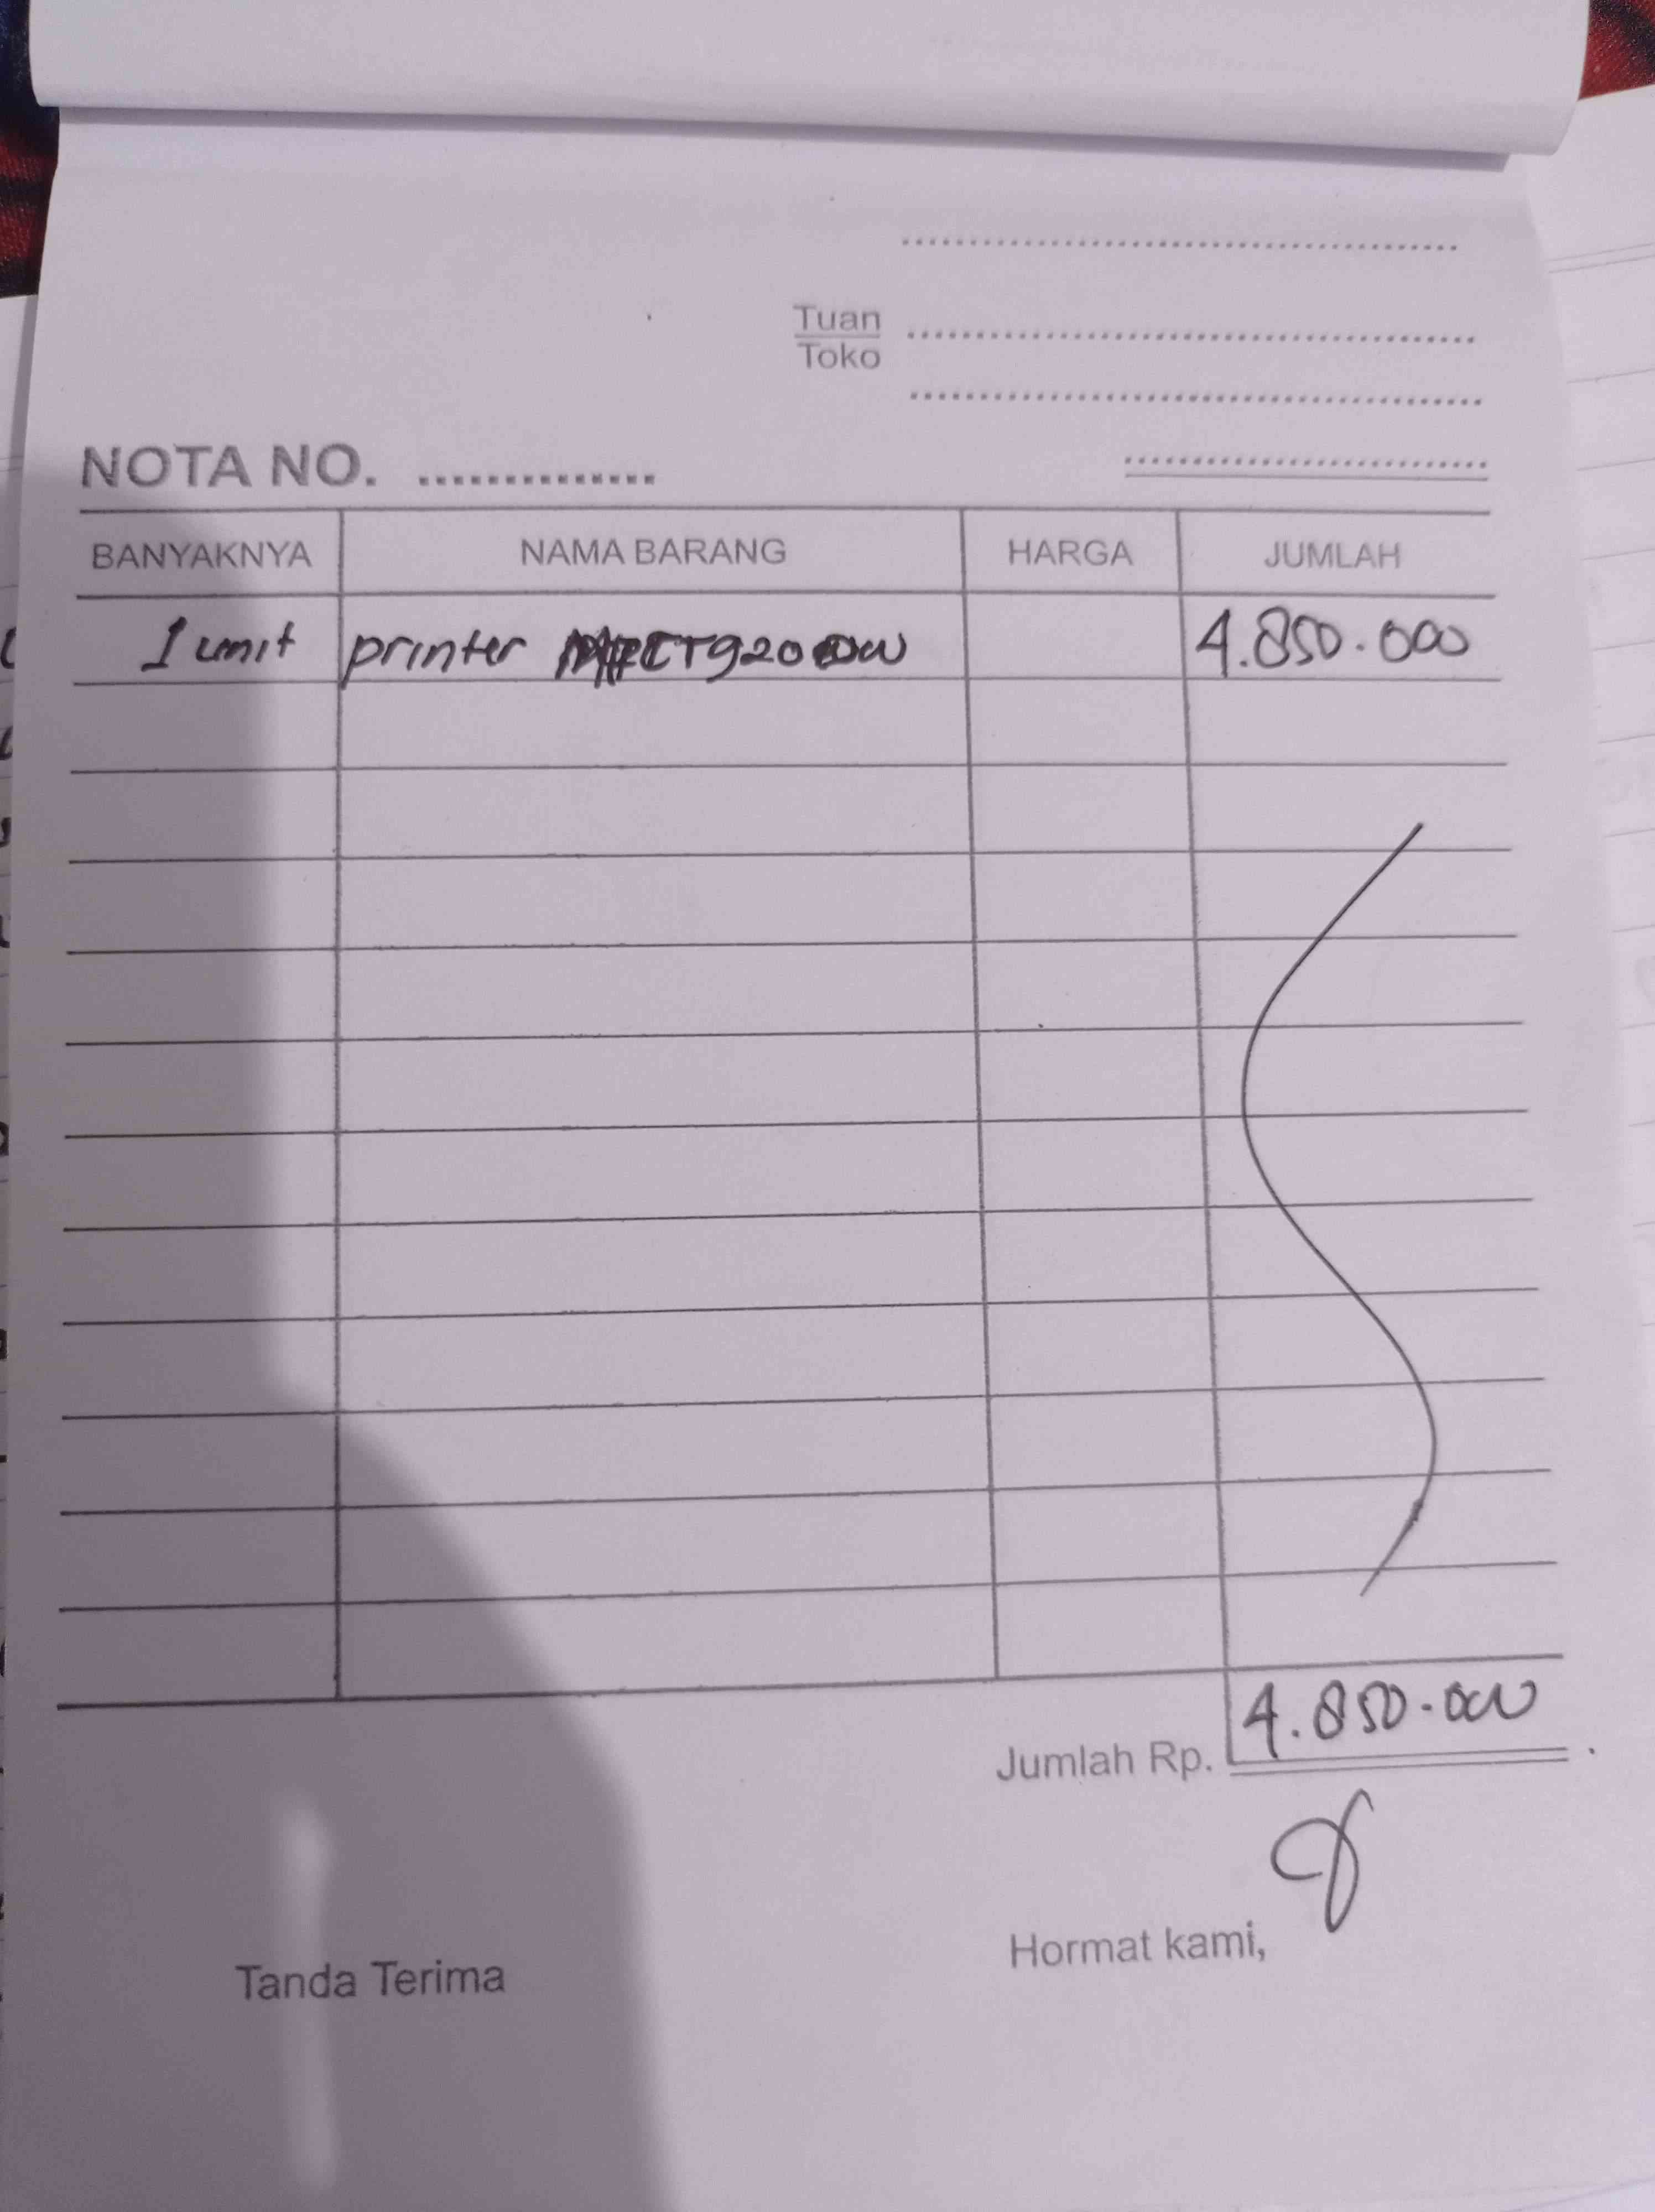 Tuan
Toko
NOTA NO. ..............
BANYAKNYA NAMA BARANG HARGA JUMLAH
1 unit printer 4.850.000
Jumlah Rp. 4.850.000
Hormat kami,
Tanda Terima